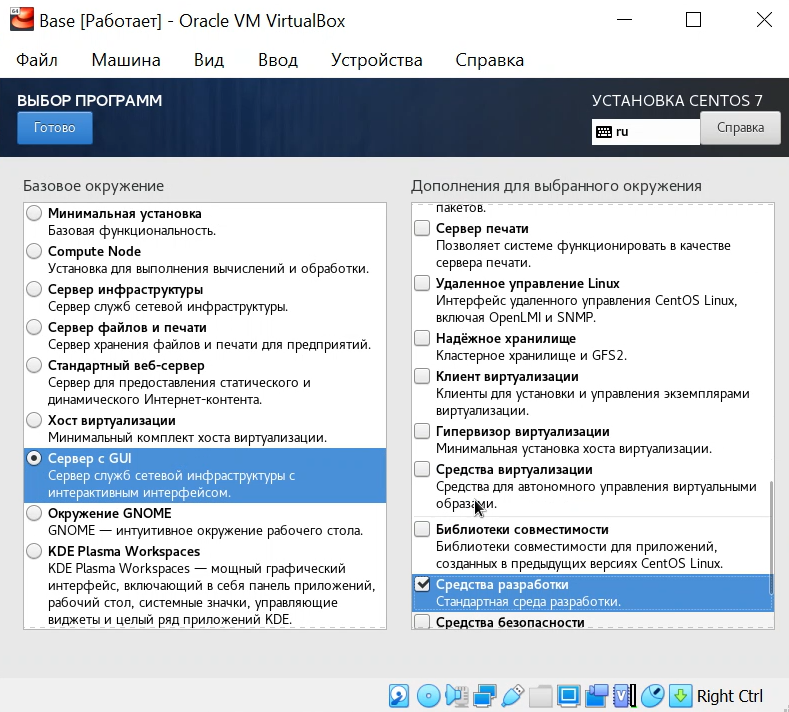 Base [Работает] - Oracle VM VirtualBox
Файл Машина Вид Ввод Устройства Справка
ВЫБОР ПРОГРАММ
Готово
УСТАНОВКА CENTOS 7
ru
Справка
Базовое окружение
Минимальная установка
Базовая функциональность.
Compute Node
Установка для выполнения вычислений и обработки.
Сервер инфраструктуры
Сервер служб сетевой инфраструктуры.
Сервер файлов и печати
Сервер хранения файлов и печати для предприятий.
Стандартный веб-сервер
Сервер для предоставления статического и
динамического Интернет-контента.
Хост виртуализации
Минимальный комплект хоста виртуализации.
Сервер с GUI
Сервер служб сетевой инфраструктуры с
интерактивным интерфейсом.
Окружение GNOME
GNOME — интуитивное окружение рабочего стола.
KDE Plasma Workspaces
KDE Plasma Workspaces — мощный графический
интерфейс, включающий в себя панель приложений,
рабочий стол, системные значки, управляющие
виджеты и целый ряд приложений KDE.
Дополнения для выбранного окружения
пакетов.
Сервер печати
Позволяет системе функционировать в качестве
сервера печати.
Удаленное управление Linux
Интерфейс удаленного управления CentOS Linux,
включая OpenLMI и SNMP.
Надёжное хранилище
Кластерное хранилище и GFS2.
Клиент виртуализации
Клиенты для установки и управления экземплярами
виртуализации.
Гипервизор виртуализации
Минимальная установка хоста виртуализации.
Средства виртуализации
Средства для автономного управления виртуальными
образами.
Библиотеки совместимости
Библиотеки совместимости для приложений,
созданных в предыдущих версиях CentOS Linux.
Средства разработки
Стандартная среда разработки.
Средства безопасности
Right Ctrl